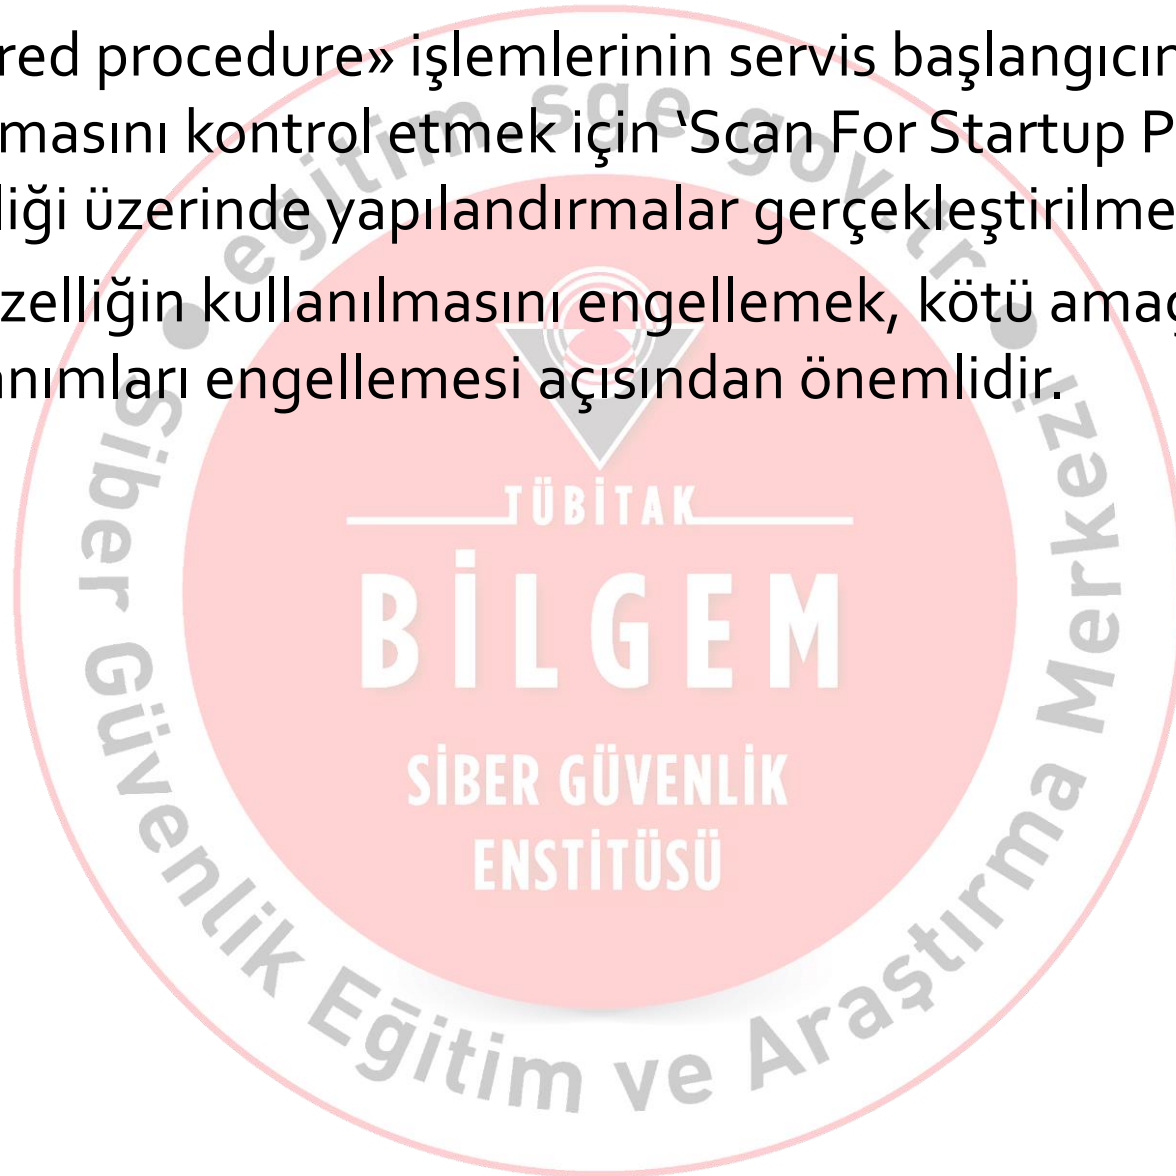 red procedure» işlemlerinin servis başlangıcın
masını kontrol etmek için ‘Scan For Startup P
liği üzerinde yapılandırmalar gerçekleştirilme
zelliğin kullanılmasını engellemek, kötü amaç
anımları engellemesi açısından önemlidir.
egitim.sge.gov.tr
TÜBİTAK
BİLGEM
SİBER GÜVENLİK
ENSTİTÜSÜ
Siber Güvenlik Eğitim ve Araştırma Merkezi